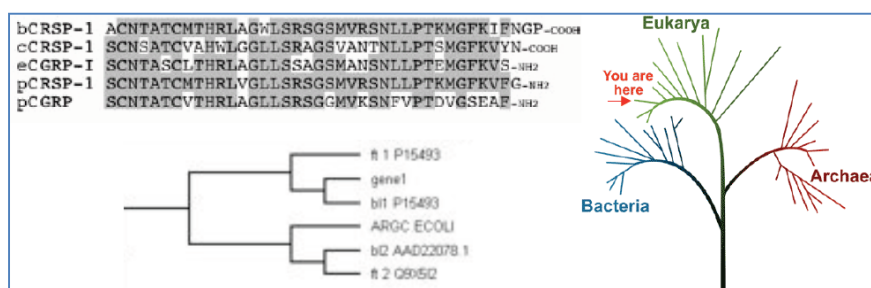 bCRSP-1 ACNTATCMTHRLAGWLSRSGSMVRSNLLPTKMGFKIFNGP-COOH
cCRSP-1 SCNSATCVAHWLGGLLSRAGSVANTNLLPTSMGFKVYN-COOH
eCGRP-I SCNTASCLTHRLAGLLSSAGSMANSNLLPTEMGFKVS-NH2
pCRSP-1 SCNTATCMTHRLVGLLSRSGSMVRSNLLPTKMGFKVFG-NH2
pCGRP SCNTATCVTHRLAGLLSRSGGMVKSNFVPTDVGSEAF-NH2
Eukarya
You are
here
Archaea
Bacteria
ft 1 P15493
gene1
bl1 P15493
ARGC ECOLI
bl2 AAD22078.1
ft 2 Q9X5I2